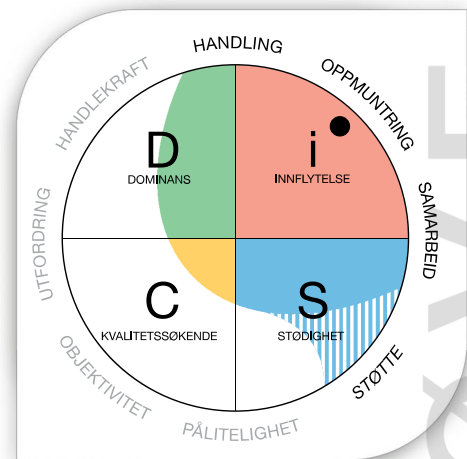 HANDLING
HANDLEKRAFT
OPPMUNTRING
D
DOMINANS
i
INNFLYTELSE
UTFORDRING
SAMARBEID
C
KVALITETSSØKENDE
S
STØDIGHET
OBJEKTIVITET
STØTTE
PÅLITELIGHET